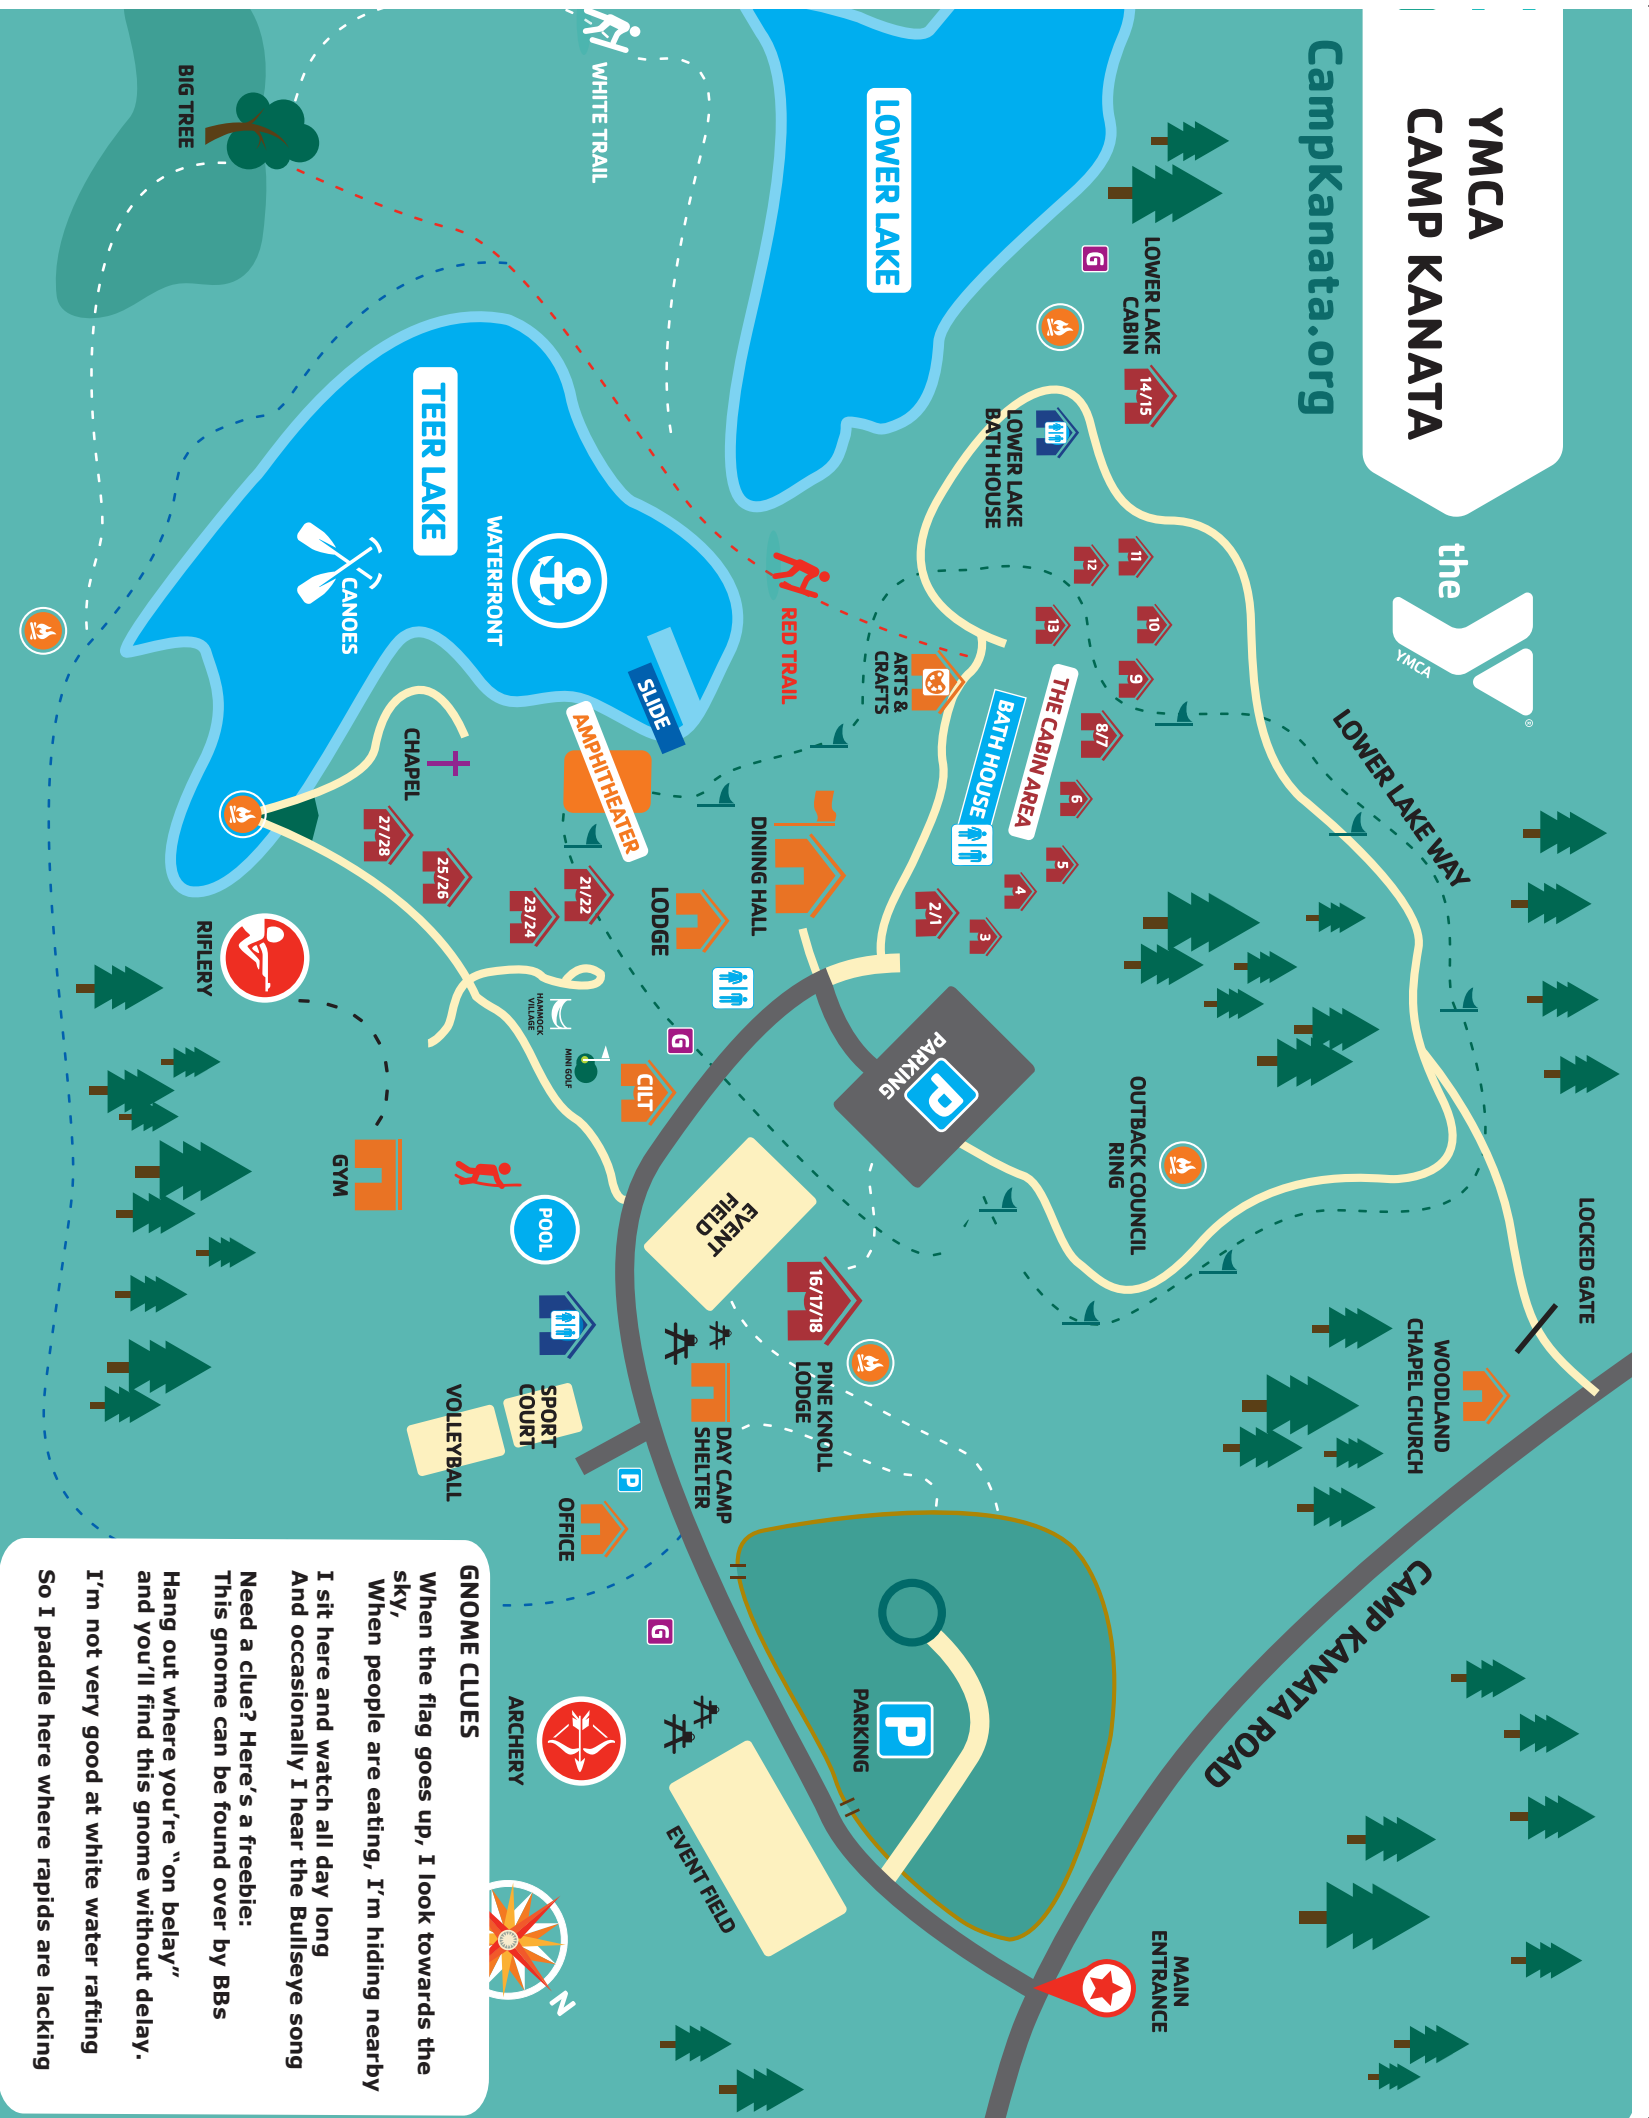 YMCA
CAMP KANATA
CampKanata.org
the
YMCA
®
LOWER LAKE
LOWER LAKE
CABIN
G
14/15
LOWER LAKE
BATH HOUSE
WHITE TRAIL
BIG TREE
TEER LAKE
WATERFRONT
CANOES
SLIDE
RED TRAIL
ARTS &
CRAFTS
11
12
10
13
9
8/7
6
5
4
3
2/1
THE CABIN AREA
BATH HOUSE
LOWER LAKE WAY
AMPHITHEATER
CHAPEL
27/28
25/26
23/24
21/22
DINING HALL
LODGE
RIFLERY
HAMMOCK
VILLAGE
MINI GOLF
G
CILT
PARKING
P
OUTBACK COUNCIL
RING
LOCKED GATE
WOODLAND
CHAPEL CHURCH
GYM
POOL
EVENT
FIELD
16/17/18
PINE KNOLL
LODGE
DAY CAMP
SHELTER
SPORT
COURT
VOLLEYBALL
P
OFFICE
G
ARCHERY
EVENT FIELD
P
PARKING
CAMP KANATA ROAD
MAIN
ENTRANCE
N
GNOME CLUES
When the flag goes up, I look towards the
sky,
When people are eating, I'm hiding nearby
I sit here and watch all day long
And occasionally I hear the Bullseye song
Need a clue? Here's a freebie:
This gnome can be found over by BBs
Hang out where you're “on belay”
and you'll find this gnome without delay.
I'm not very good at white water rafting
So I paddle here where rapids are lacking